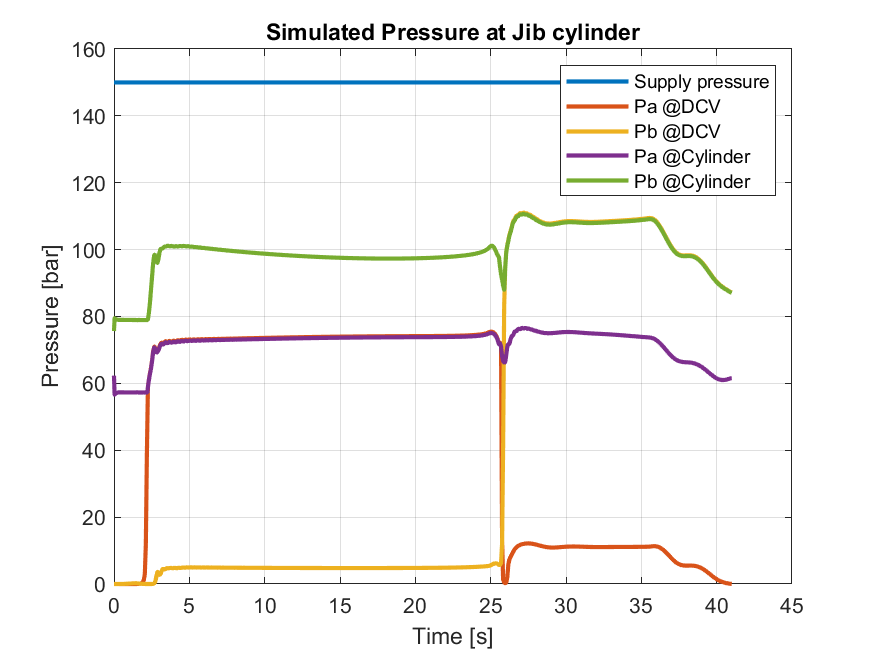 Simulated Pressure at Jib cylinder
160
140
120
100
80
60
40
20
0
Pressure [bar]
Supply pressure
Pa @DCV
Pb @DCV
Pa @Cylinder
Pb @Cylinder
0 5 10 15 20 25 30 35 40 45
Time [s]